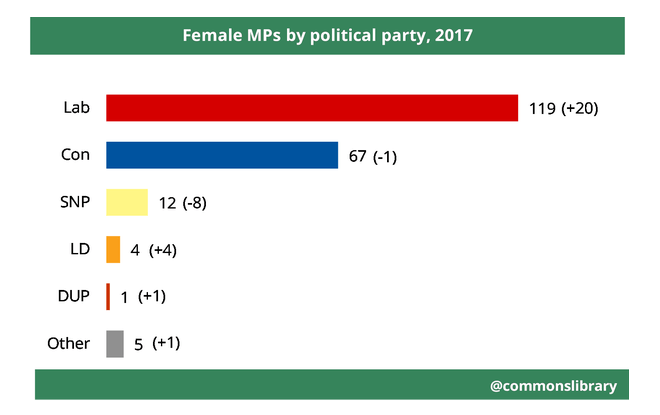 Female MPs by political party, 2017
Lab 119 (+20)
Con 67 (-1)
SNP 12 (-8)
LD 4 (+4)
DUP 1 (+1)
Other 5 (+1)
@commonslibrary